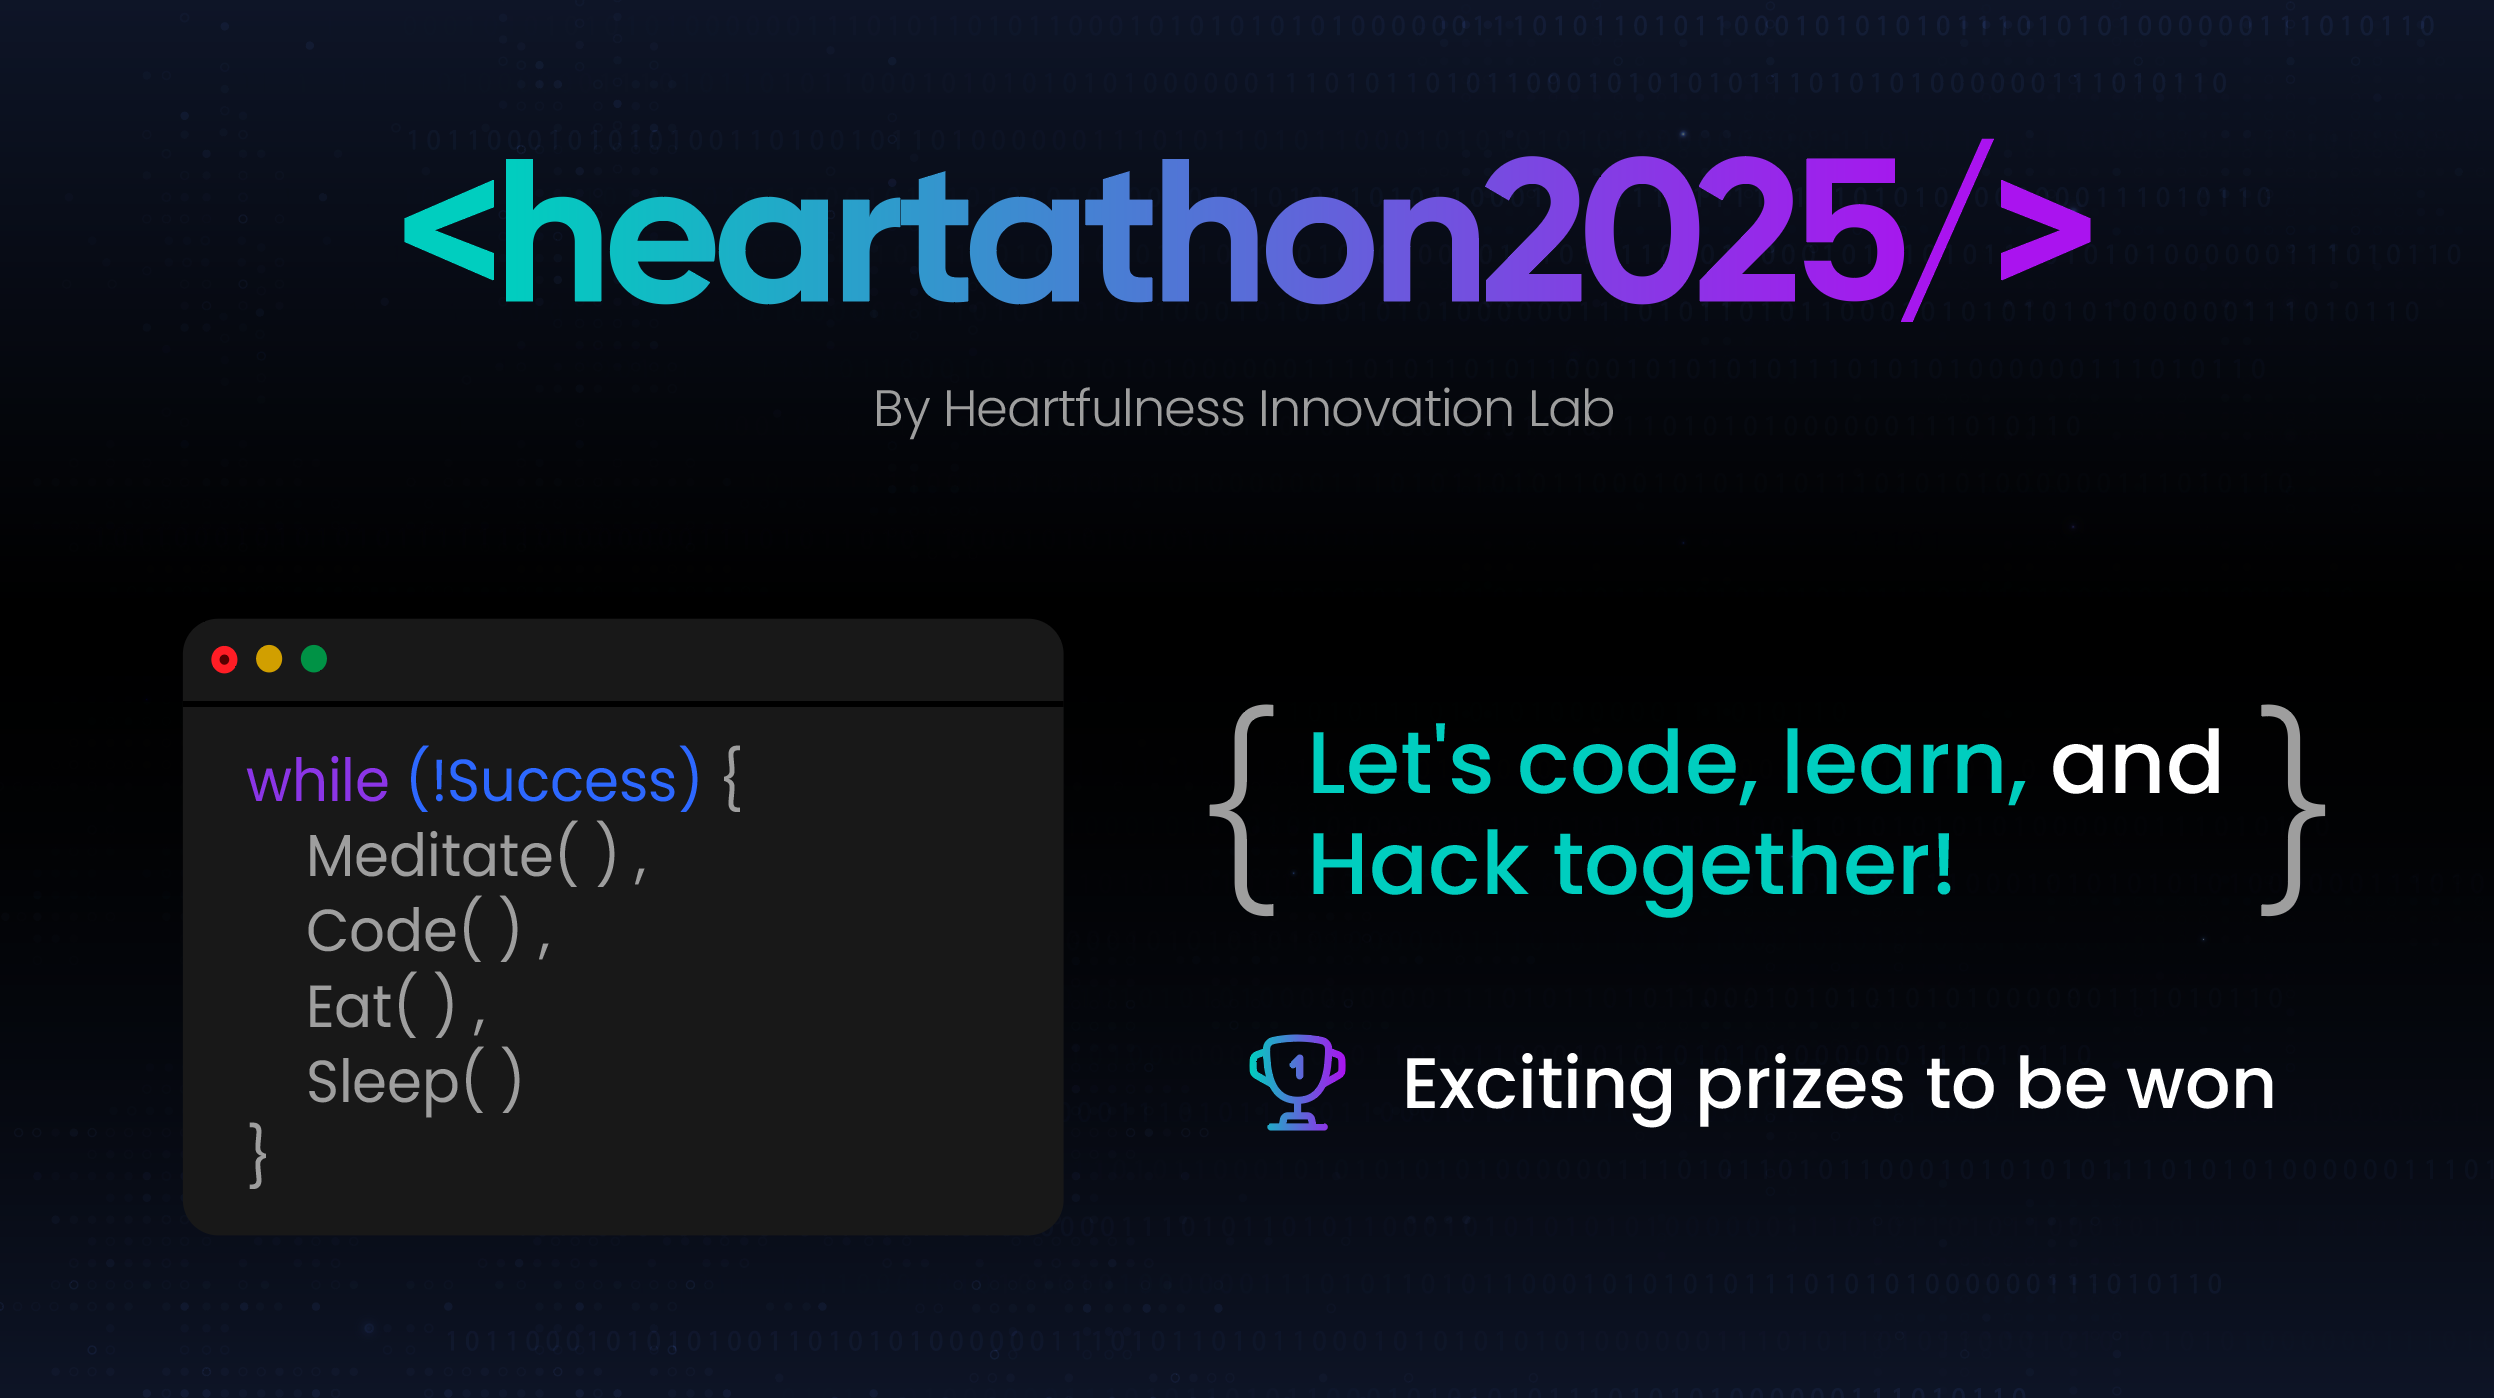 <heartathon2025/>
By Heartfulness Innovation Lab
while (!Success) {
Meditate( ) ,
Code( ) ,
Eat( ) ,
Sleep( )
}
{ Let's code, learn, and
Hack together! }
1
Exciting prizes to be won